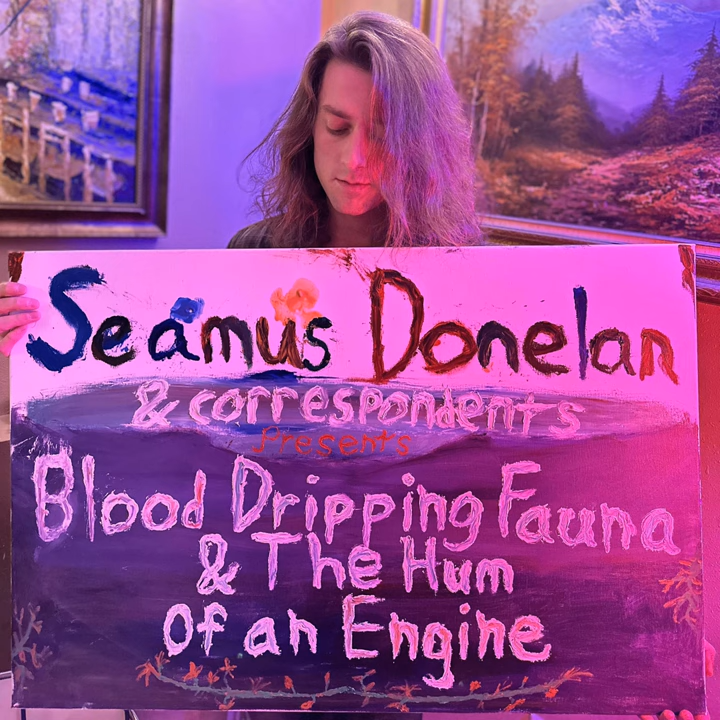 Seamus Donelan
& correspondents
Presents
Blood Dripping Fauna
& The Hum
Of an Engine